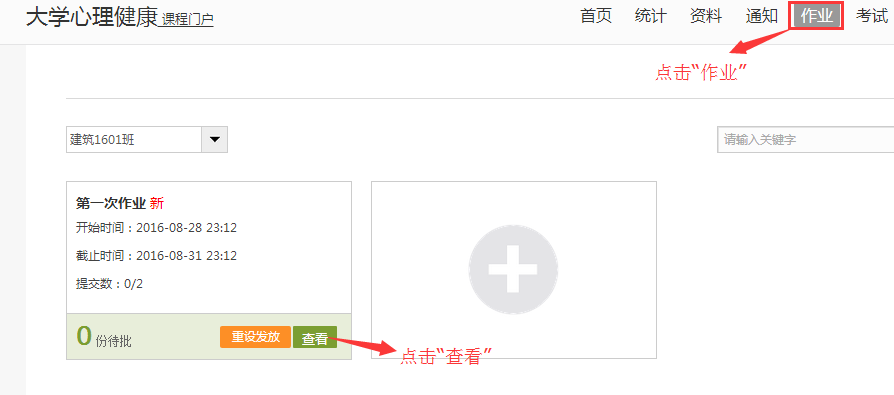 大学心理健康 课程门户
首页 统计 资料 通知 作业 考试
点击“作业”
建筑1601班
请输入关键字
第一次作业 新
开始时间：2016-08-28 23:12
截止时间：2016-08-31 23:12
提交数：0/2
0 份待批 重设发放 查看
点击“查看”